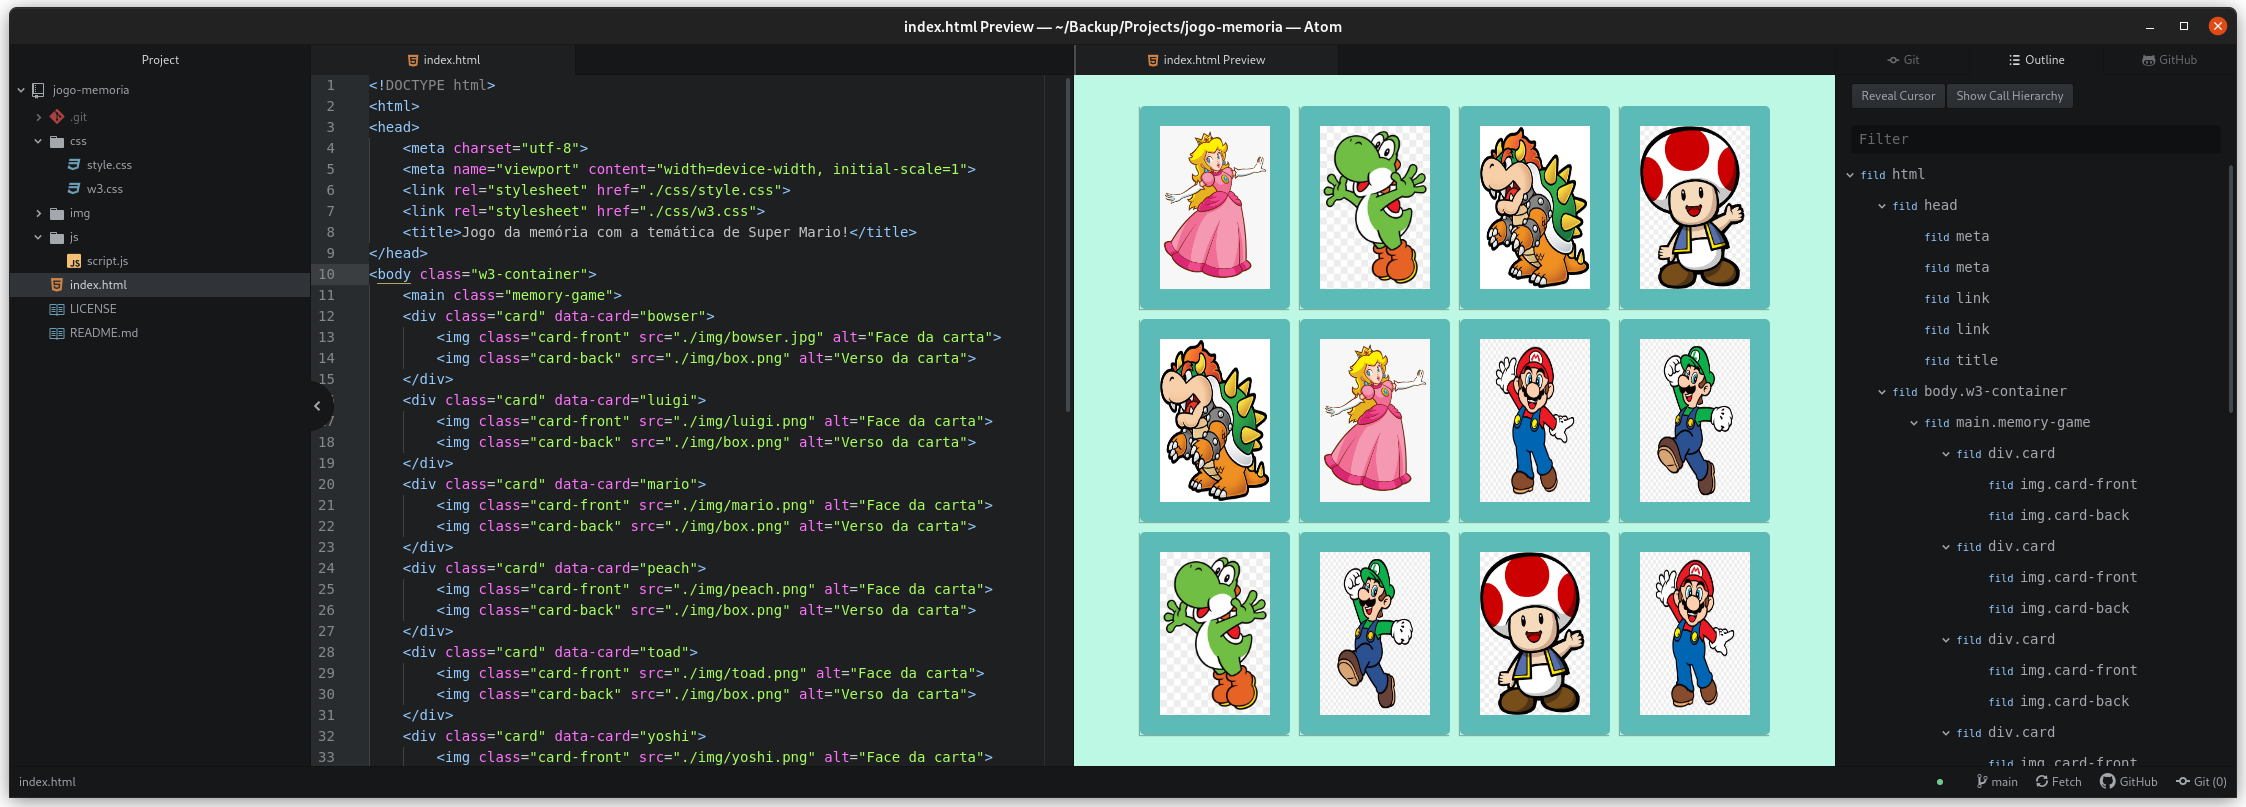 index.html Preview — ~/Backup/Projects/jogo-memoria — Atom
Project
jogo-memoria
.git
css
style.css
w3.css
img
js
script.js
index.html
LICENSE
README.md
index.html
1 <!DOCTYPE html>
2 <html>
3 <head>
4 <meta charset="utf-8">
5 <meta name="viewport" content="width=device-width, initial-scale=1">
6 <link rel="stylesheet" href="./css/style.css">
7 <link rel="stylesheet" href="./css/w3.css">
8 <title>Jogo da memória com a temática de Super Mario!</title>
9 </head>
10 <body class="w3-container">
11 <main class="memory-game">
12 <div class="card" data-card="bowser">
13 <img class="card-front" src="./img/bowser.jpg" alt="Face da carta">
14 <img class="card-back" src="./img/box.png" alt="Verso da carta">
15 </div>
<div class="card" data-card="luigi">
7 <img class="card-front" src="./img/luigi.png" alt="Face da carta">
18 <img class="card-back" src="./img/box.png" alt="Verso da carta">
19 </div>
20 <div class="card" data-card="mario">
21 <img class="card-front" src="./img/mario.png" alt="Face da carta">
22 <img class="card-back" src="./img/box.png" alt="Verso da carta">
23 </div>
24 <div class="card" data-card="peach">
25 <img class="card-front" src="./img/peach.png" alt="Face da carta">
26 <img class="card-back" src="./img/box.png" alt="Verso da carta">
27 </div>
28 <div class="card" data-card="toad">
29 <img class="card-front" src="./img/toad.png" alt="Face da carta">
30 <img class="card-back" src="./img/box.png" alt="Verso da carta">
31 </div>
32 <div class="card" data-card="yoshi">
33 <img class="card-front" src="./img/yoshi.png" alt="Face da carta">
index.html Preview
M
M
Git
Outline
GitHub
Reveal Cursor
Show Call Hierarchy
Filter
fild html
fild head
fild meta
fild meta
fild link
fild link
fild title
fild body.w3-container
fild main.memory-game
fild div.card
fild img.card-front
fild img.card-back
fild div.card
fild img.card-front
fild img.card-back
fild div.card
fild img.card-front
fild img.card-back
fild div.card
fild img.card-front
index.html
main
Fetch
GitHub
Git (0)